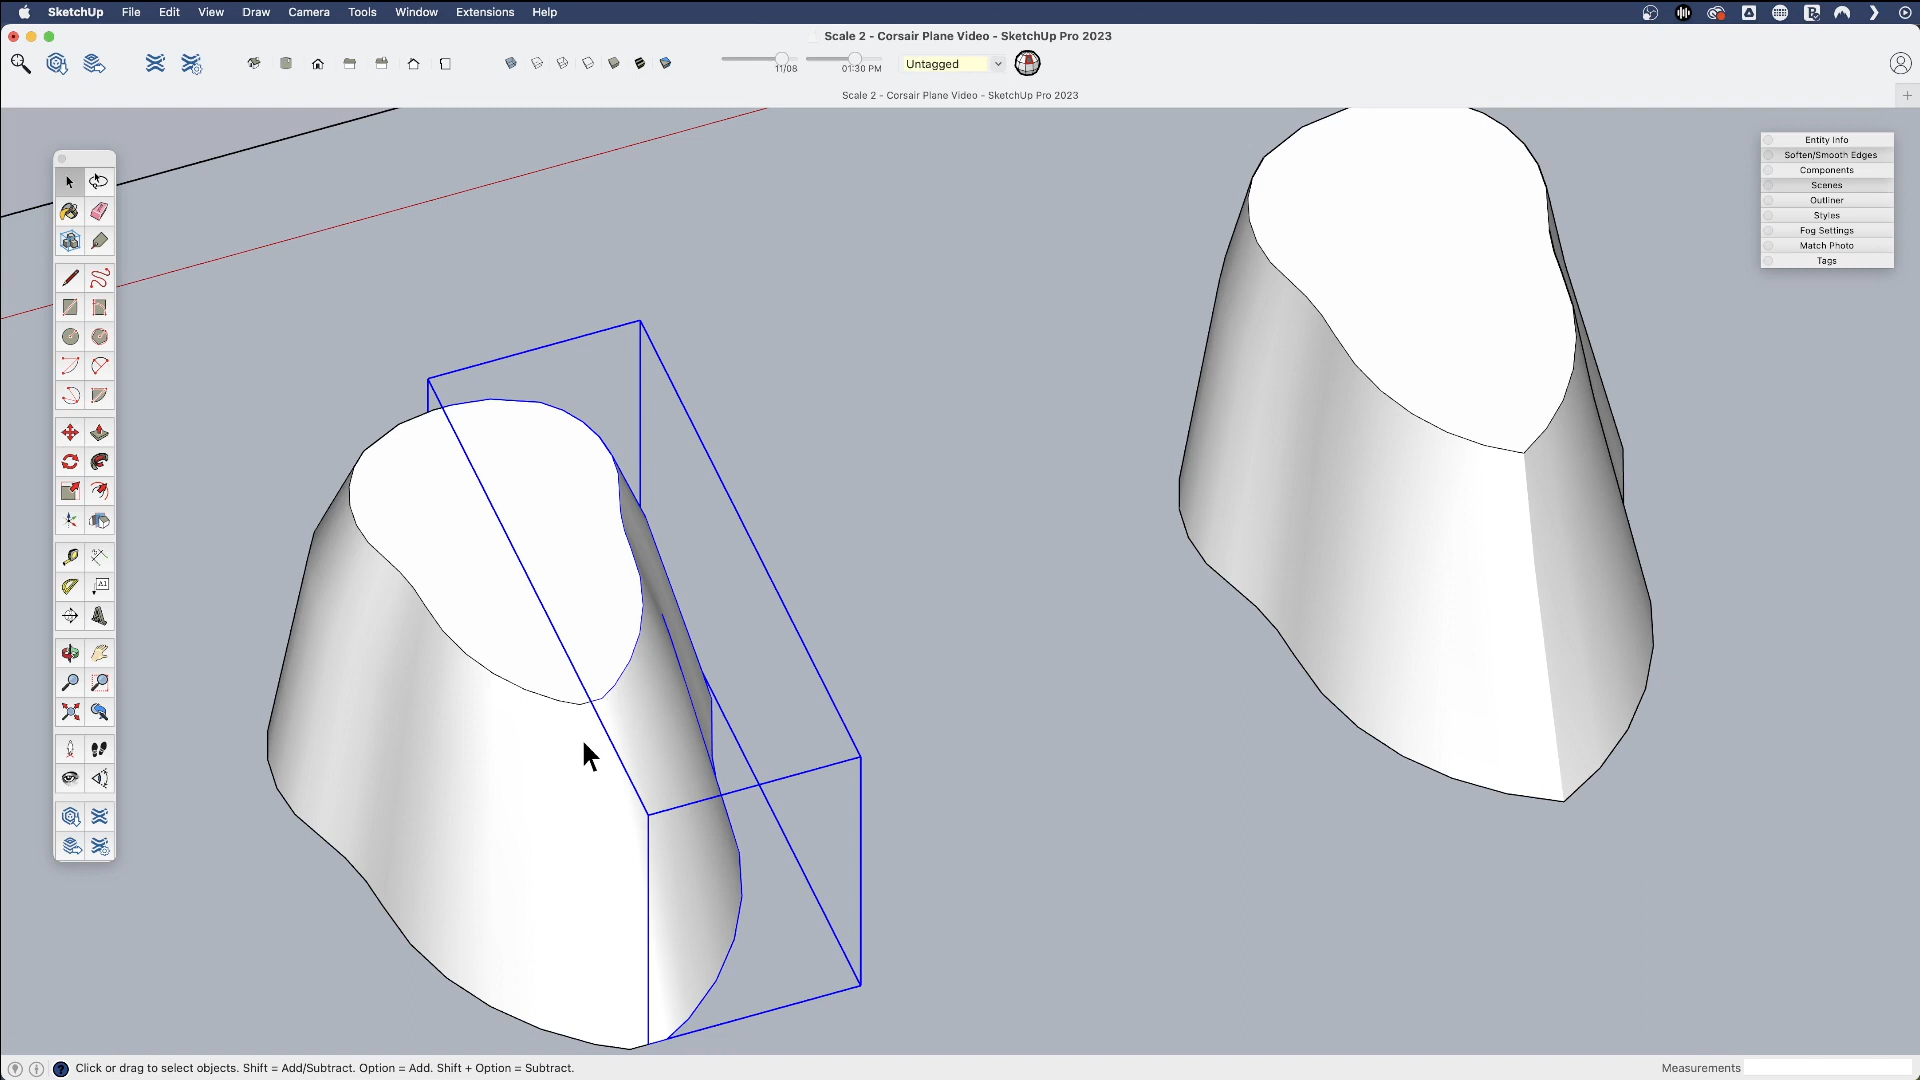 SketchUp File Edit View Draw Camera Tools Window Extensions Help
Scale 2 - Corsair Plane Video - SketchUp Pro 2023
11/08 01:30 PM Untagged
Scale 2 - Corsair Plane Video - SketchUp Pro 2023
Entity Info
Soften/Smooth Edges
Components
Scenes
Outliner
Styles
Fog Settings
Match Photo
Tags
A1
Click or drag to select objects. Shift = Add/Subtract. Option = Add. Shift + Option = Subtract. Measurements